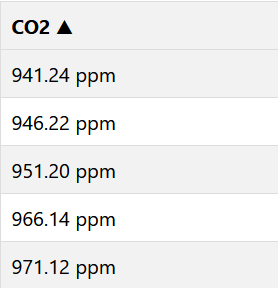 CO2 ▲
941.24 ppm
946.22 ppm
951.20 ppm
966.14 ppm
971.12 ppm